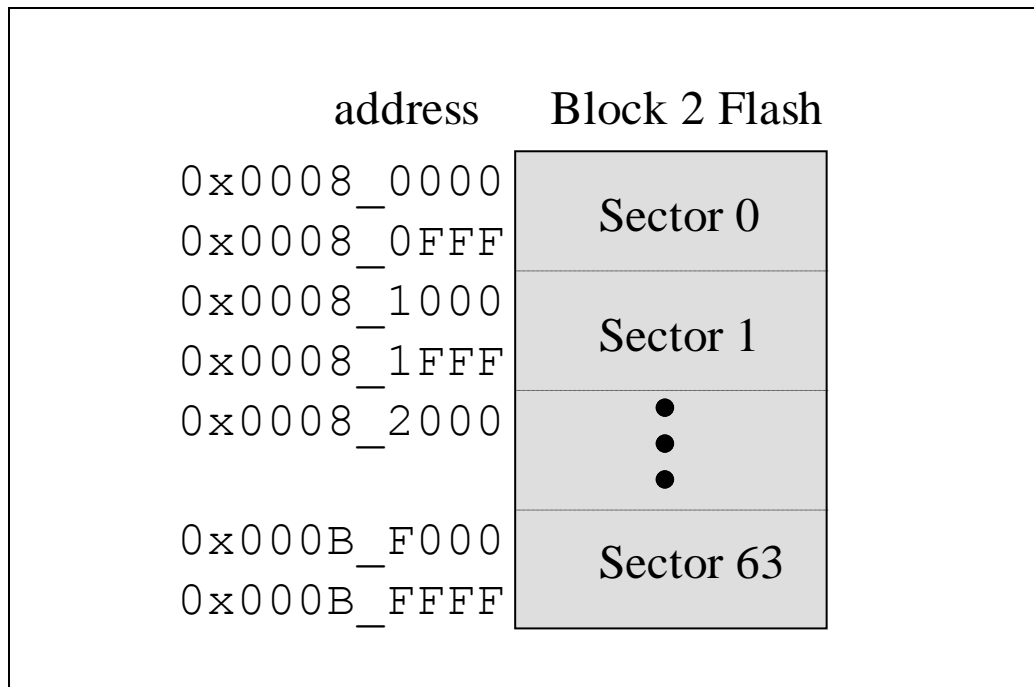 address Block 2 Flash
0x0008_0000
Sector 0
0x0008_0FFF
0x0008_1000
Sector 1
0x0008_1FFF
0x0008_2000
0x000B_F000
Sector 63
0x000B_FFFF